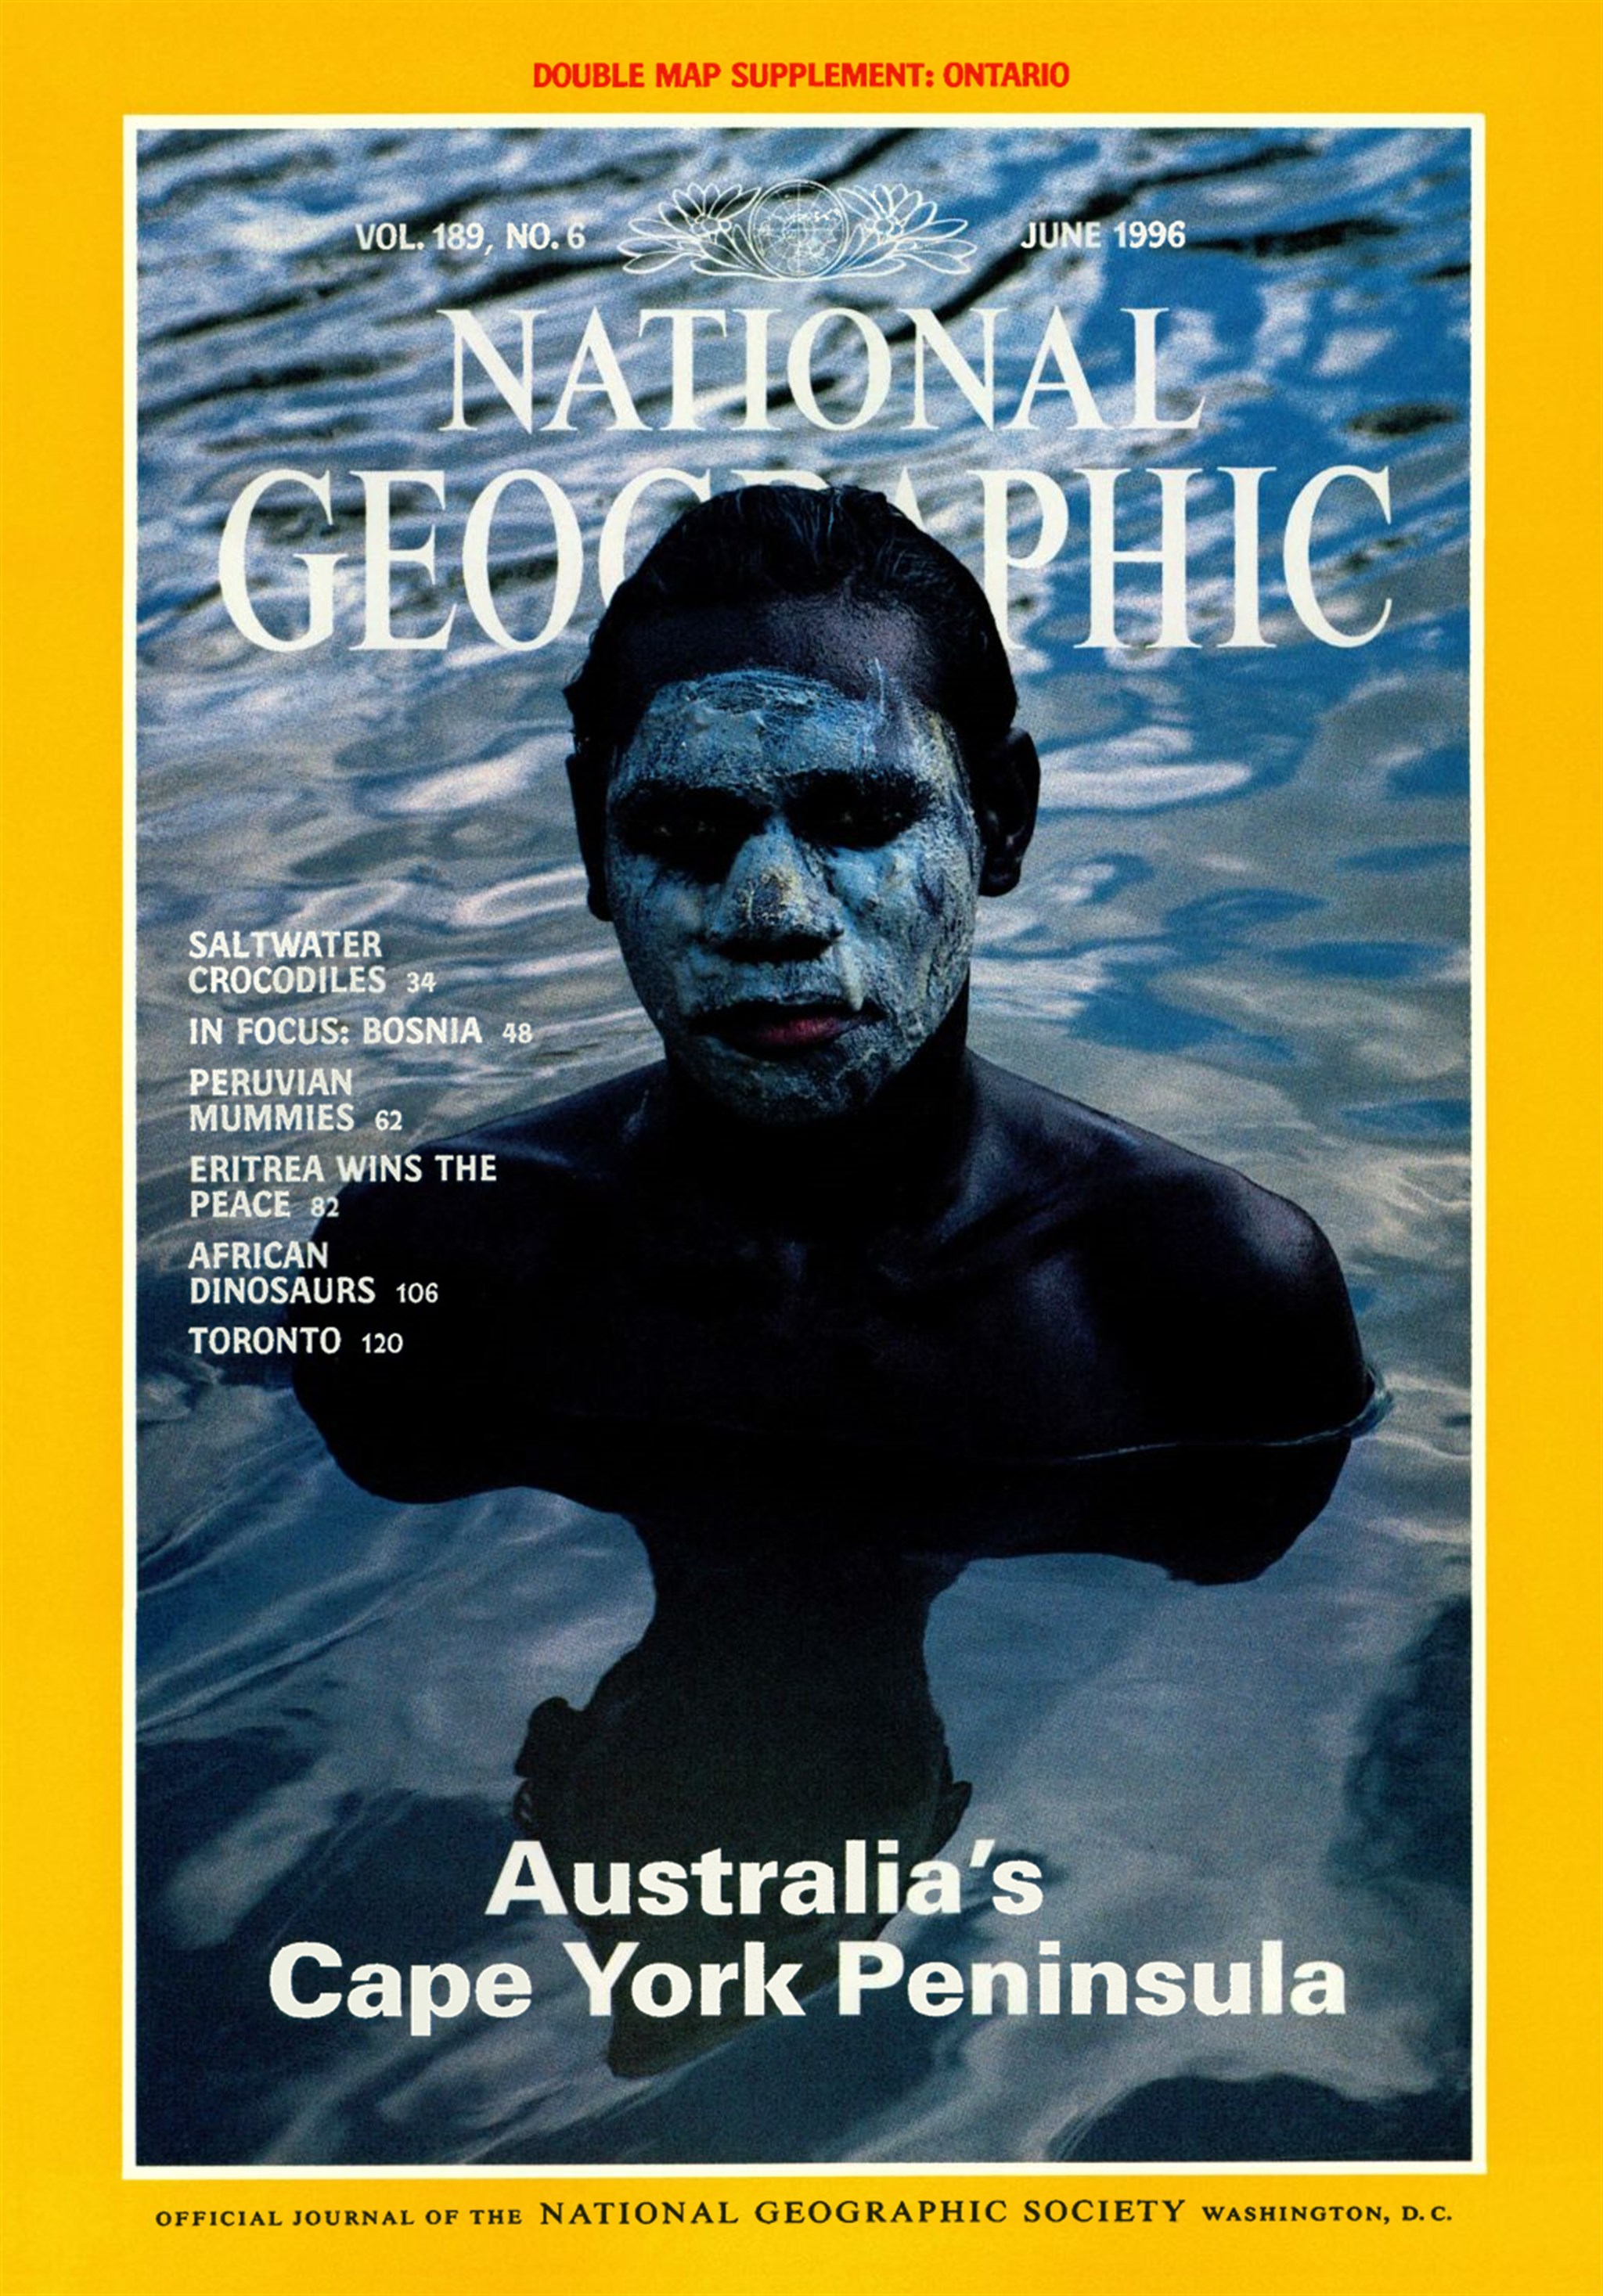 DOUBLE MAP SUPPLEMENT: ONTARIO
VOL. 189, NO. 6
JUNE 1996
NATIONAL
GEOGRAPHIC
SALTWATER
CROCODILES 34
IN FOCUS: BOSNIA 48
PERUVIAN
MUMMIES 62
ERITREA WINS THE
PEACE 82
AFRICAN
DINOSAURS 106
TORONTO 120
Australia's
Cape York Peninsula
OFFICIAL JOURNAL OF THE NATIONAL GEOGRAPHIC SOCIETY WASHINGTON, D.C.